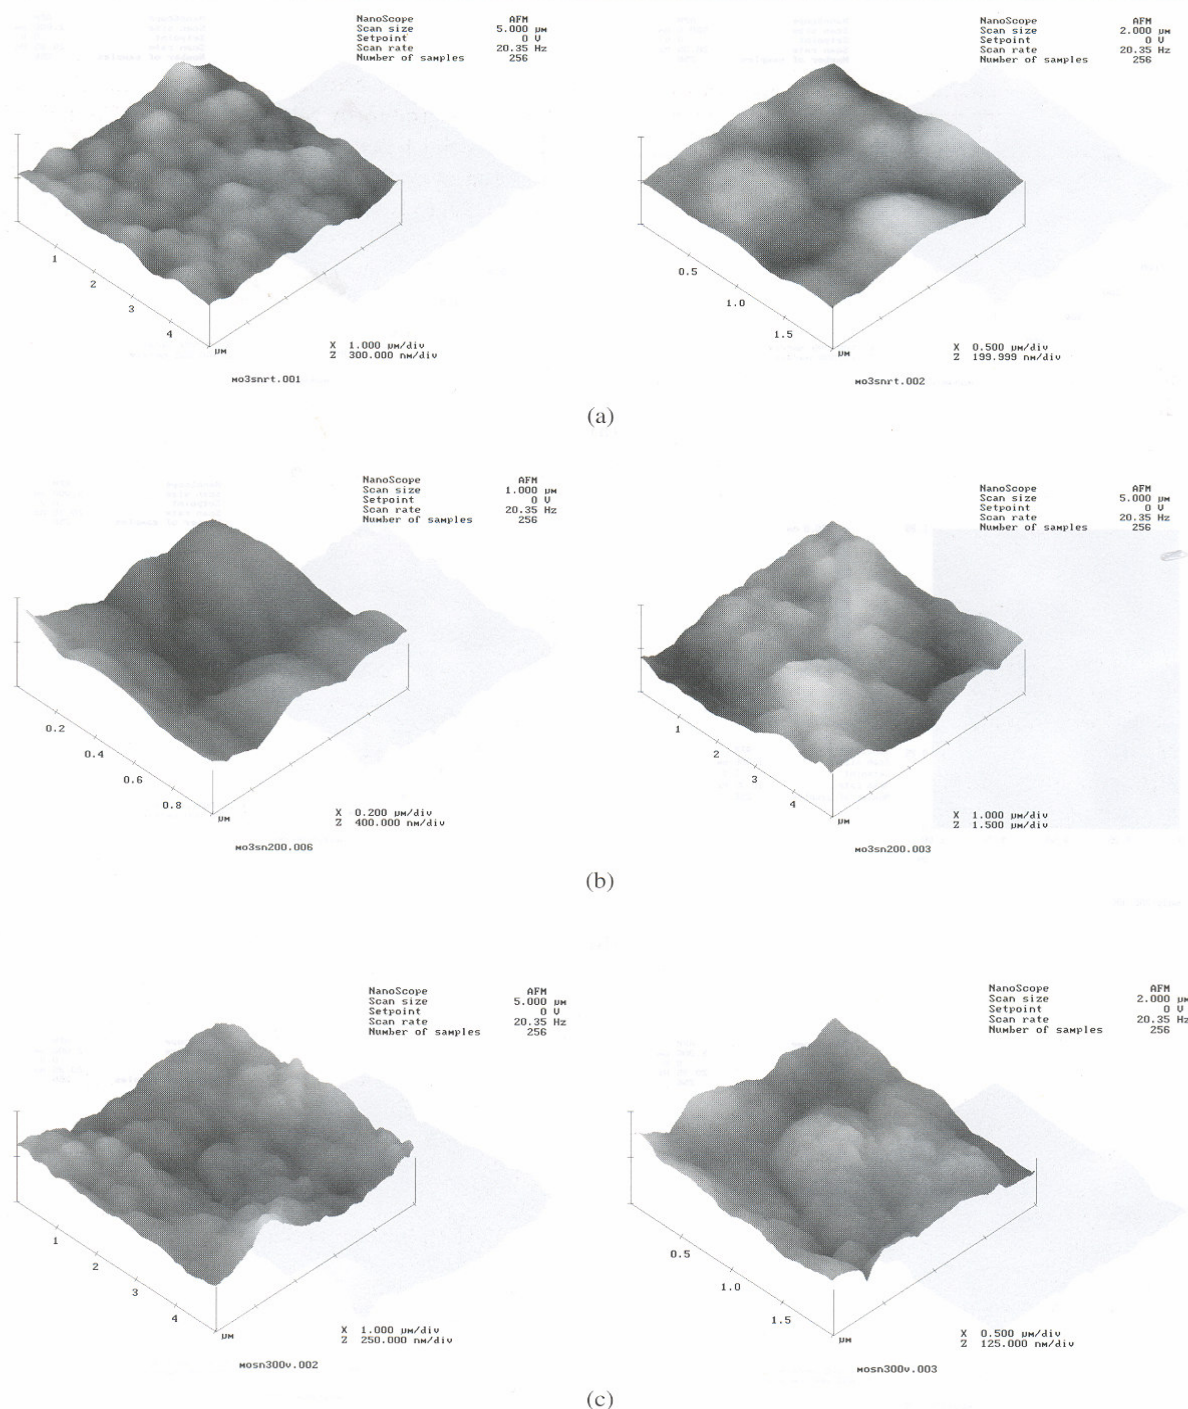 NanoScope AFM
Scan size 5.000 µm
Setpoint 0 V
Scan rate 20.35 Hz
Number of samples 256
1
2
3
4
µm
X 1.000 µm/div
Z 300.000 nm/div
mo3snrt.001
NanoScope AFM
Scan size 2.000 µm
Setpoint 0 V
Scan rate 20.35 Hz
Number of samples 256
0.5
1.0
1.5
µm
X 0.500 µm/div
Z 199.999 nm/div
mo3snrt.002
(a)
NanoScope AFM
Scan size 1.000 µm
Setpoint 0 V
Scan rate 20.35 Hz
Number of samples 256
0.2
0.4
0.6
0.8
µm
X 0.200 µm/div
Z 400.000 nm/div
mo3sn200.006
NanoScope AFM
Scan size 5.000 µm
Setpoint 0 V
Scan rate 20.35 Hz
Number of samples 256
1
2
3
4
µm
X 1.000 µm/div
Z 1.500 µm/div
mo3sn200.003
(b)
NanoScope AFM
Scan size 5.000 µm
Setpoint 0 V
Scan rate 20.35 Hz
Number of samples 256
1
2
3
4
µm
X 1.000 µm/div
Z 250.000 nm/div
mosn300v.002
NanoScope AFM
Scan size 2.000 µm
Setpoint 0 V
Scan rate 20.35 Hz
Number of samples 256
0.5
1.0
1.5
µm
X 0.500 µm/div
Z 125.000 nm/div
mosn300v.003
(c)